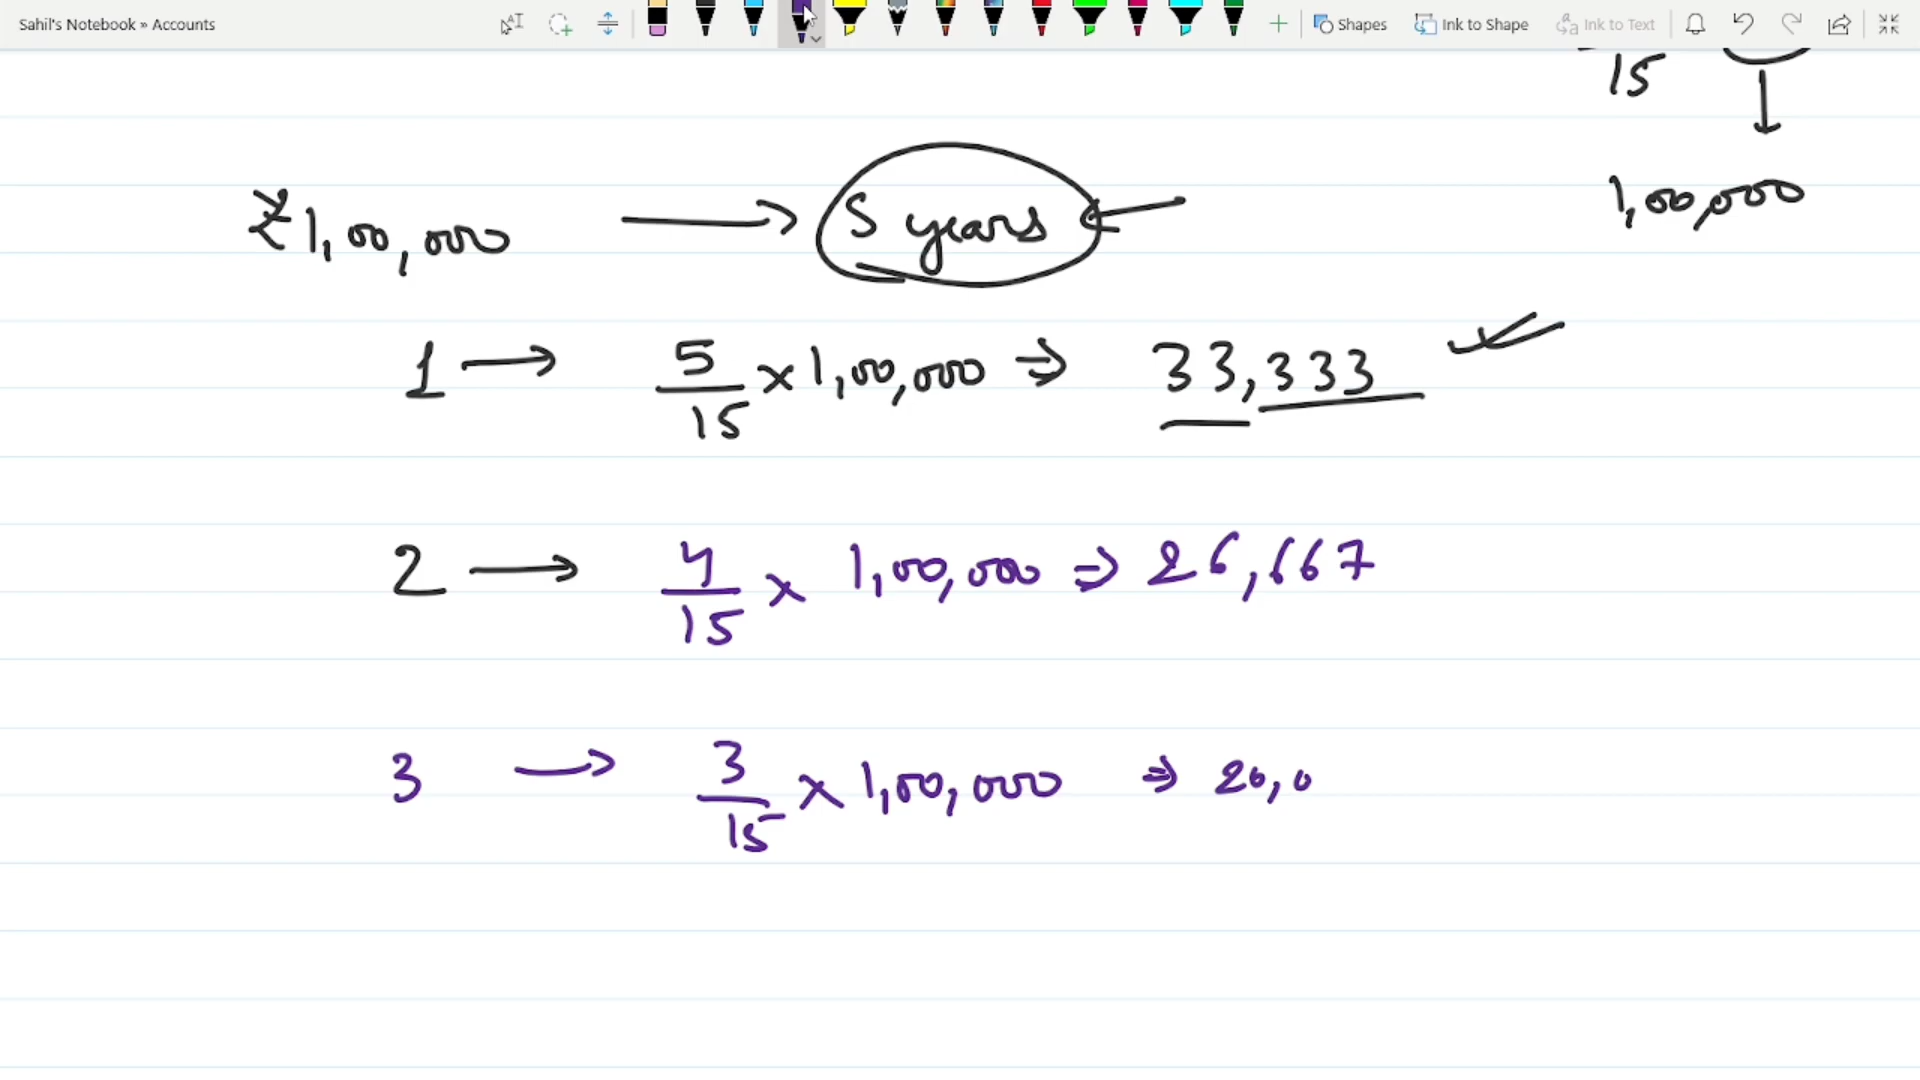 Sahil's Notebook » Accounts
Shapes
Ink to Shape
Ink to Text
15
1,00,000
₹1,00,000 → 5 years ←
1 → 5/15 × 1,00,000 ⇒ 33,333 ✓
2 → 4/15 × 1,00,000 ⇒ 26,667
3 → 3/15 × 1,00,000 ⇒ 20,0